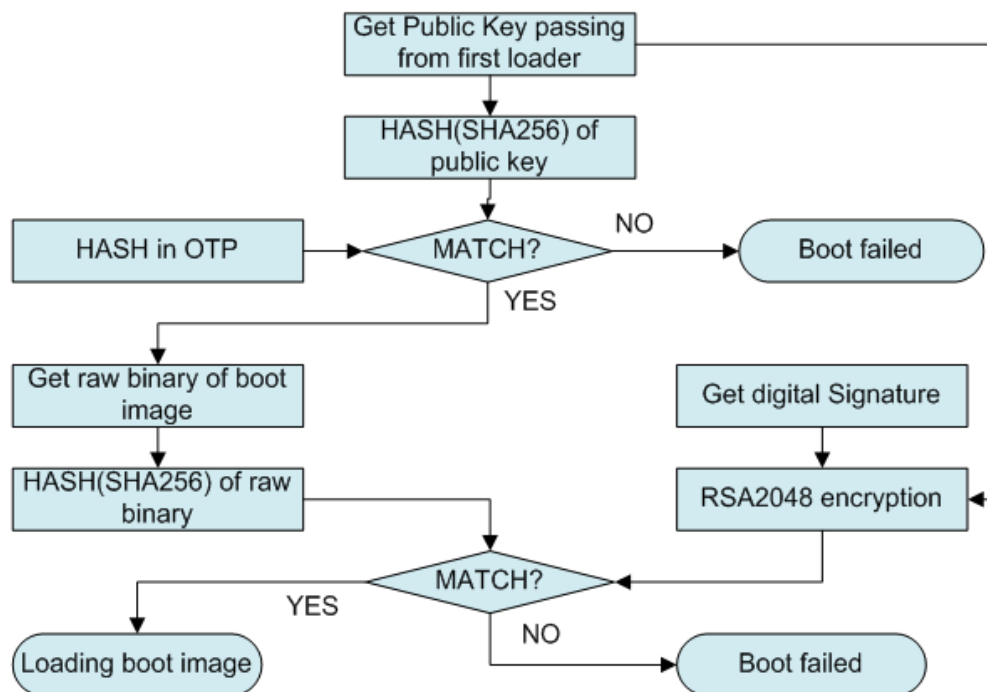 Get Public Key passing
from first loader
HASH(SHA256) of
public key
HASH in OTP
MATCH?
NO
Boot failed
YES
Get raw binary of boot
image
Get digital Signature
HASH(SHA256) of raw
binary
RSA2048 encryption
MATCH?
YES
NO
Loading boot image
Boot failed